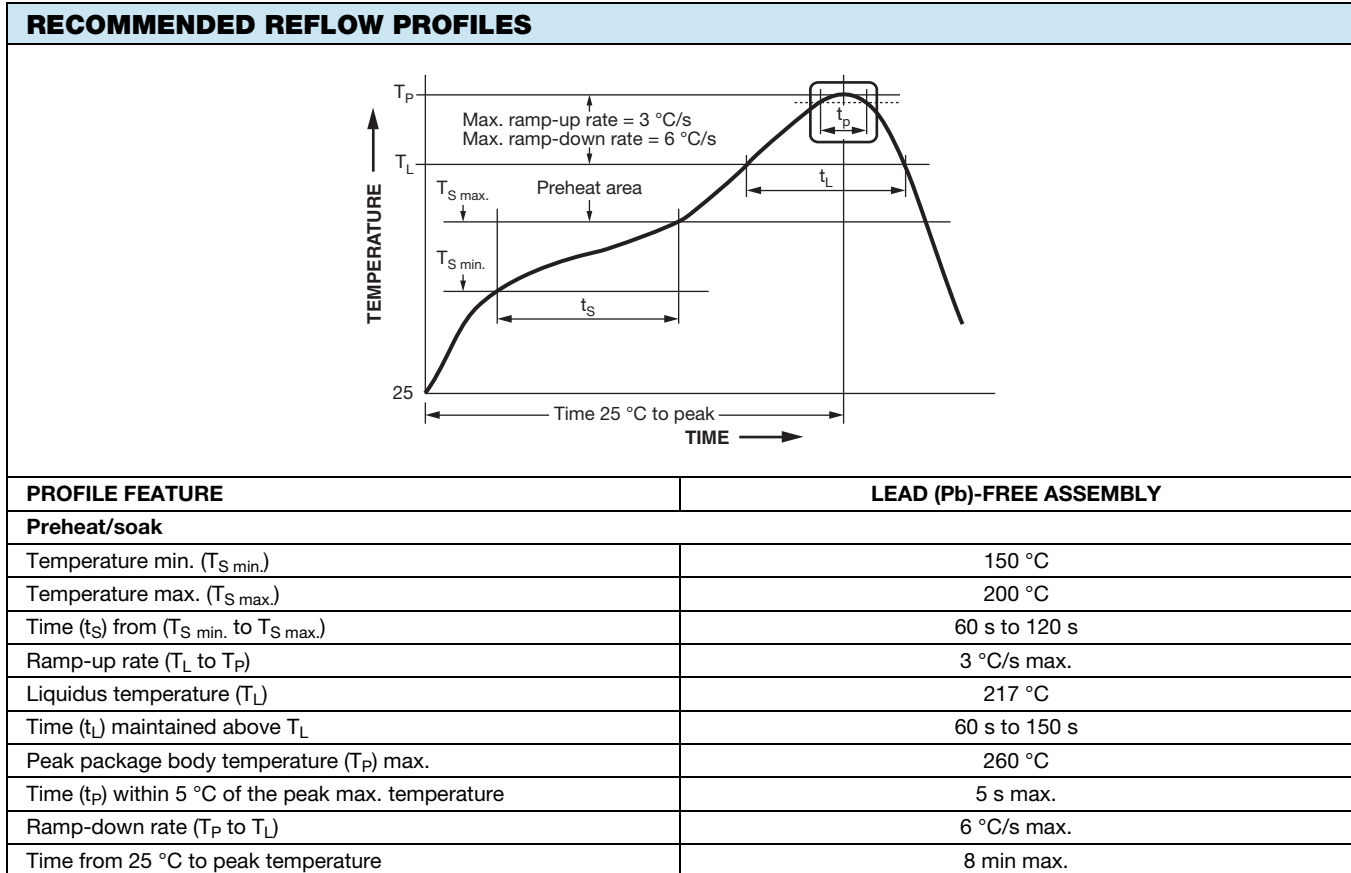 RECOMMENDED REFLOW PROFILES
TP
Max. ramp-up rate = 3 °C/s
Max. ramp-down rate = 6 °C/s
tp
TL
tL
TS max.
Preheat area
TS min.
tS
TEMPERATURE
25
Time 25 °C to peak
TIME
PROFILE FEATURE LEAD (Pb)-FREE ASSEMBLY
Preheat/soak
Temperature min. (TS min.) 150 °C
Temperature max. (TS max.) 200 °C
Time (tS) from (TS min. to TS max.) 60 s to 120 s
Ramp-up rate (TL to TP) 3 °C/s max.
Liquidus temperature (TL) 217 °C
Time (tL) maintained above TL 60 s to 150 s
Peak package body temperature (TP) max. 260 °C
Time (tP) within 5 °C of the peak max. temperature 5 s max.
Ramp-down rate (TP to TL) 6 °C/s max.
Time from 25 °C to peak temperature 8 min max.